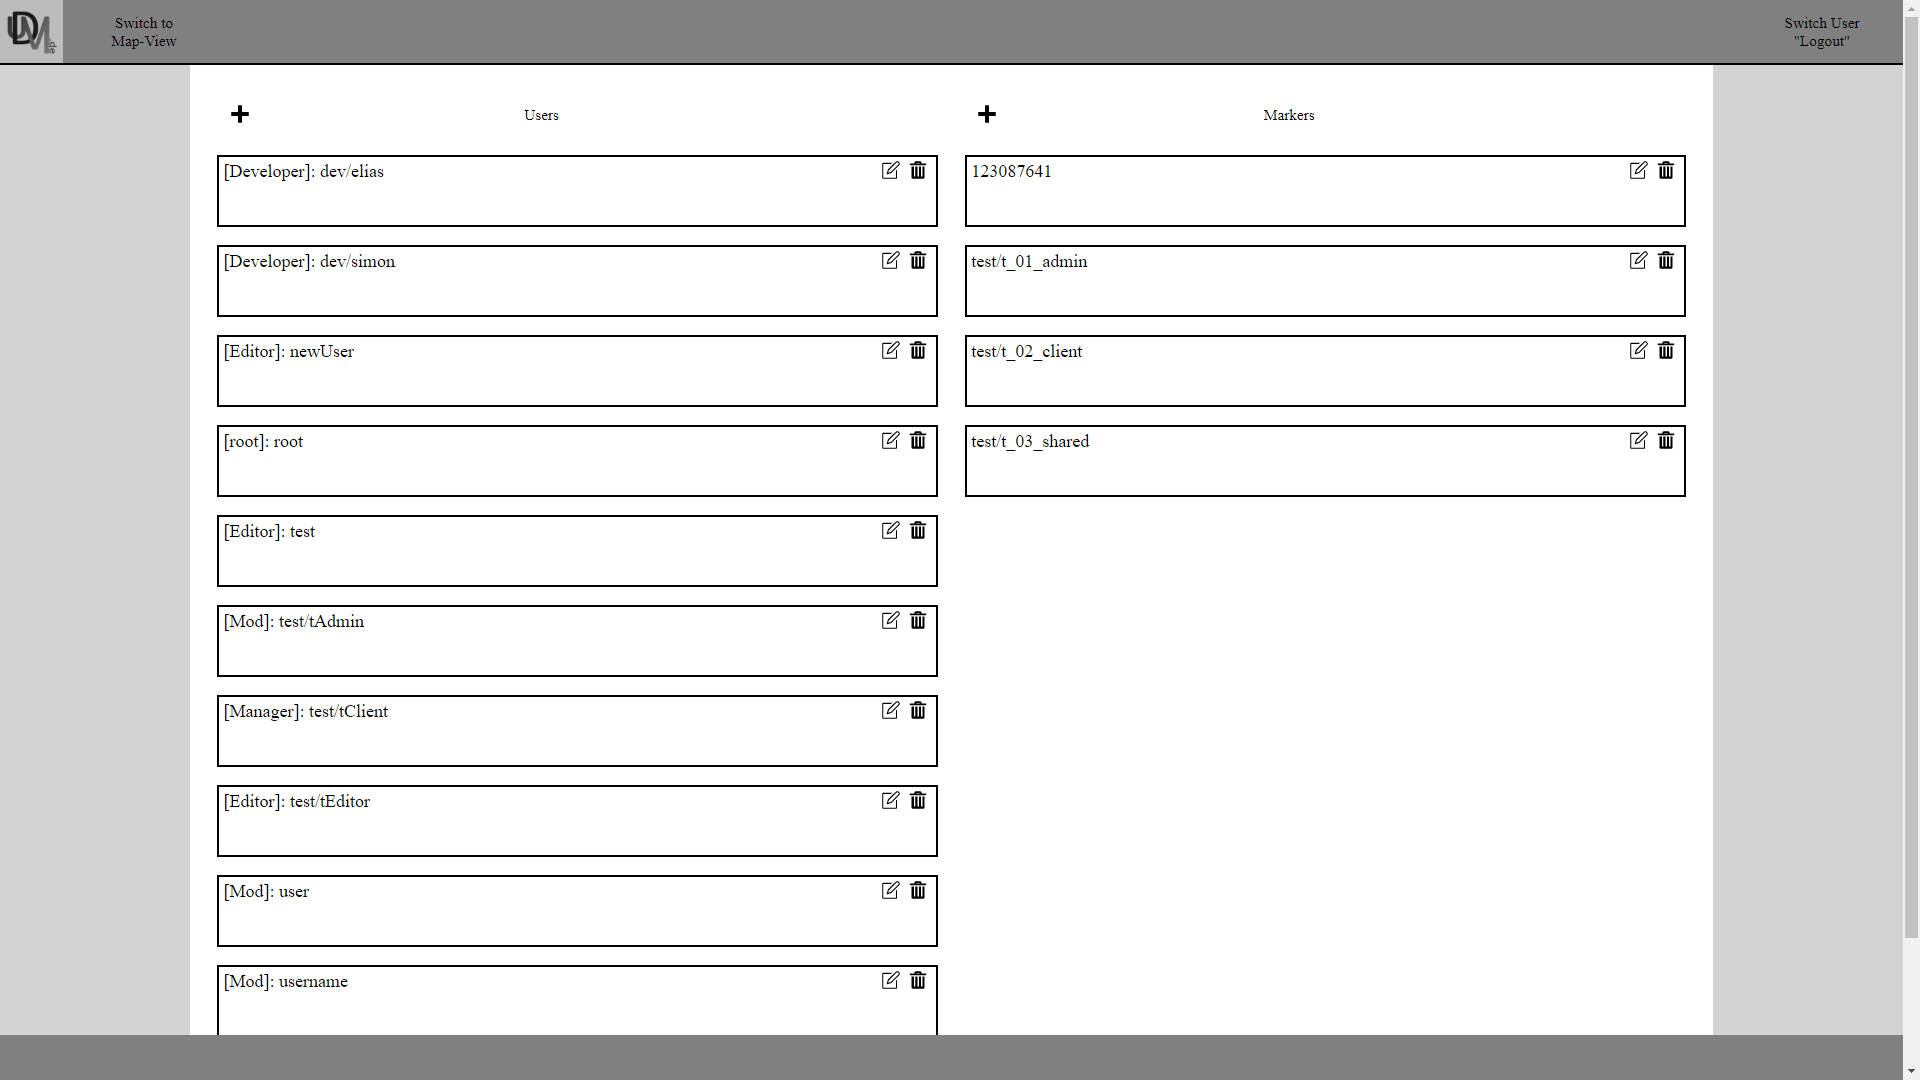 DM.de
Switch to
Map-View
Switch User
"Logout"
Users
[Developer]: dev/elias
[Developer]: dev/simon
[Editor]: newUser
[root]: root
[Editor]: test
[Mod]: test/tAdmin
[Manager]: test/tClient
[Editor]: test/tEditor
[Mod]: user
[Mod]: username
Markers
123087641
test/t_01_admin
test/t_02_client
test/t_03_shared